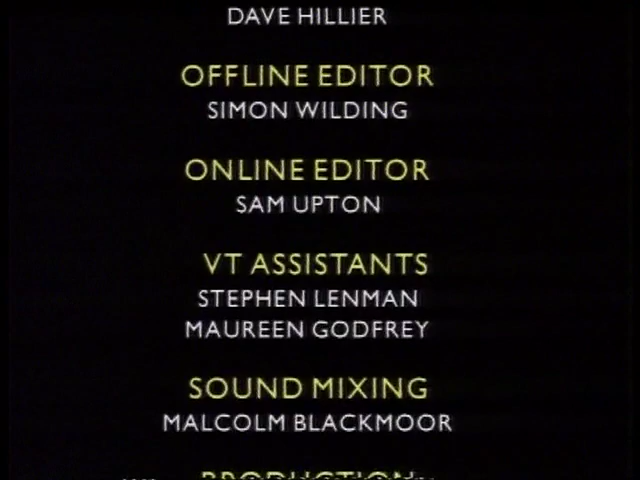 DAVE HILLIER
OFFLINE EDITOR
SIMON WILDING
ONLINE EDITOR
SAM UPTON
VT ASSISTANTS
STEPHEN LENMAN
MAUREEN GODFREY
SOUND MIXING
MALCOLM BLACKMOOR
PRODUCTION